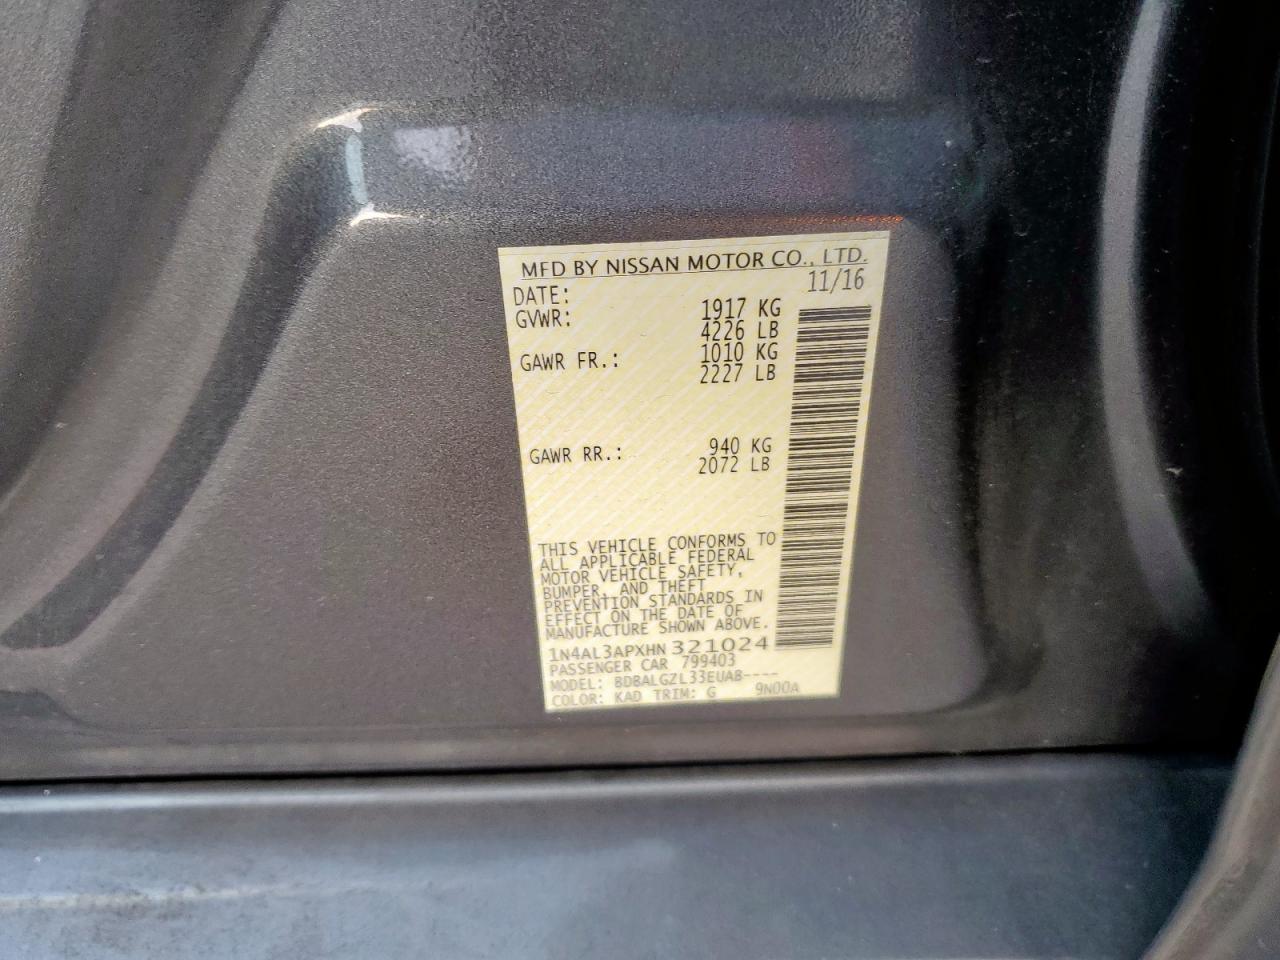 MFD BY NISSAN MOTOR CO., LTD.
DATE: 11/16
GVWR: 1917 KG
4226 LB
GAWR FR.: 1010 KG
2227 LB
GAWR RR.: 940 KG
2072 LB
THIS VEHICLE CONFORMS TO
ALL APPLICABLE FEDERAL
MOTOR VEHICLE SAFETY,
BUMPER, AND THEFT
PREVENTION STANDARDS IN
EFFECT ON THE DATE OF
MANUFACTURE SHOWN ABOVE.
1N4AL3APXHN 321024
PASSENGER CAR 799403
MODEL: BDBALGZL33EUAB----
COLOR: KAD TRIM: G 9N00A